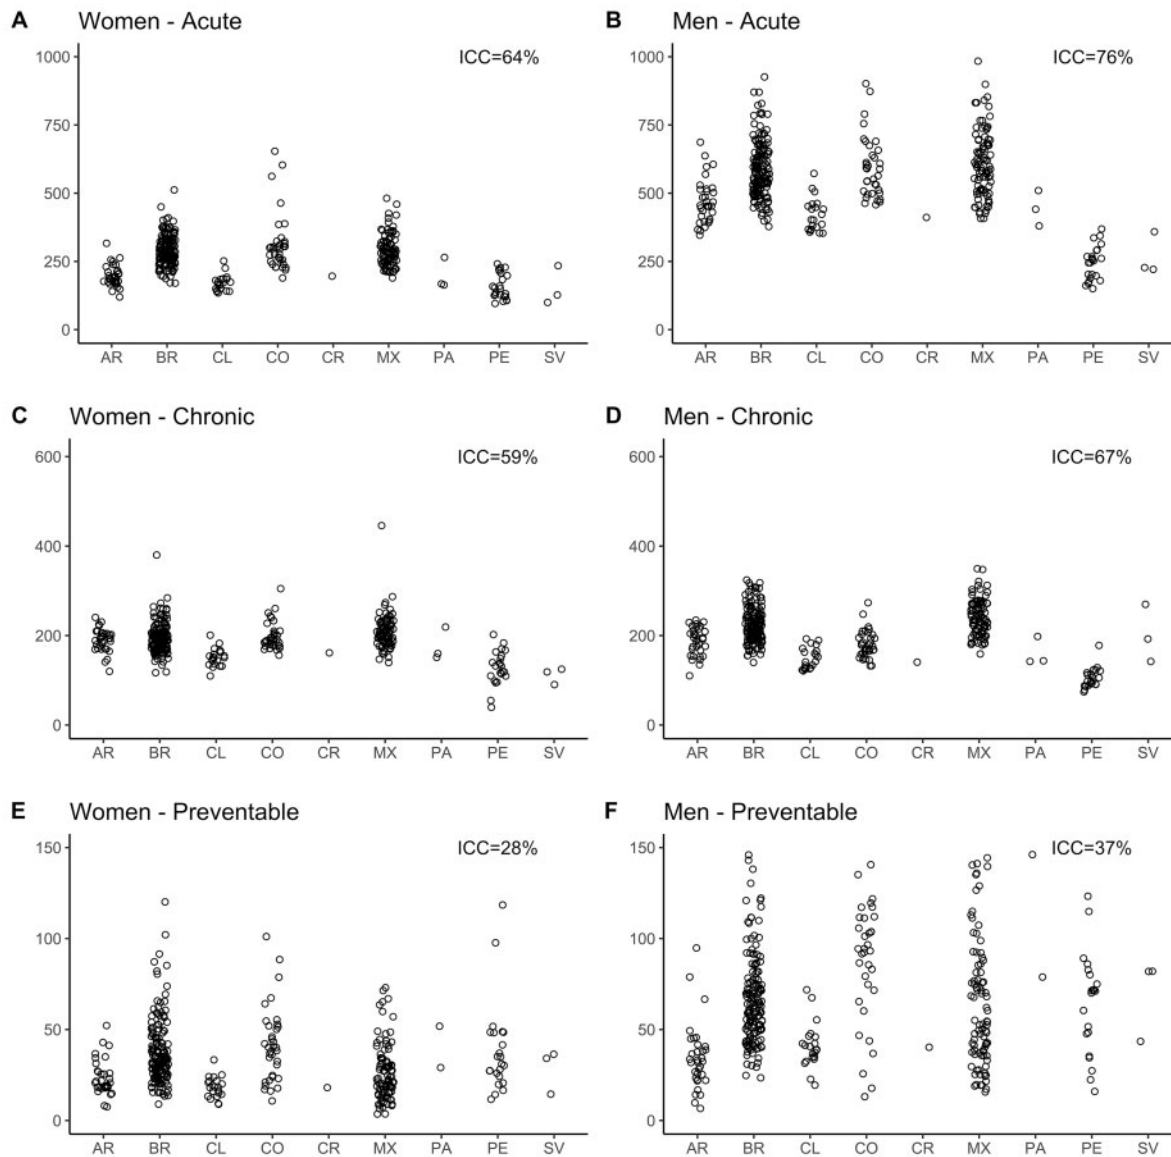 A Women - Acute
ICC=64%
1000
750
500
250
0
AR BR CL CO CR MX PA PE SV
B Men - Acute
ICC=76%
1000
750
500
250
0
AR BR CL CO CR MX PA PE SV
C Women - Chronic
ICC=59%
600
400
200
0
AR BR CL CO CR MX PA PE SV
D Men - Chronic
ICC=67%
600
400
200
0
AR BR CL CO CR MX PA PE SV
E Women - Preventable
ICC=28%
150
100
50
0
AR BR CL CO CR MX PA PE SV
F Men - Preventable
ICC=37%
150
100
50
0
AR BR CL CO CR MX PA PE SV